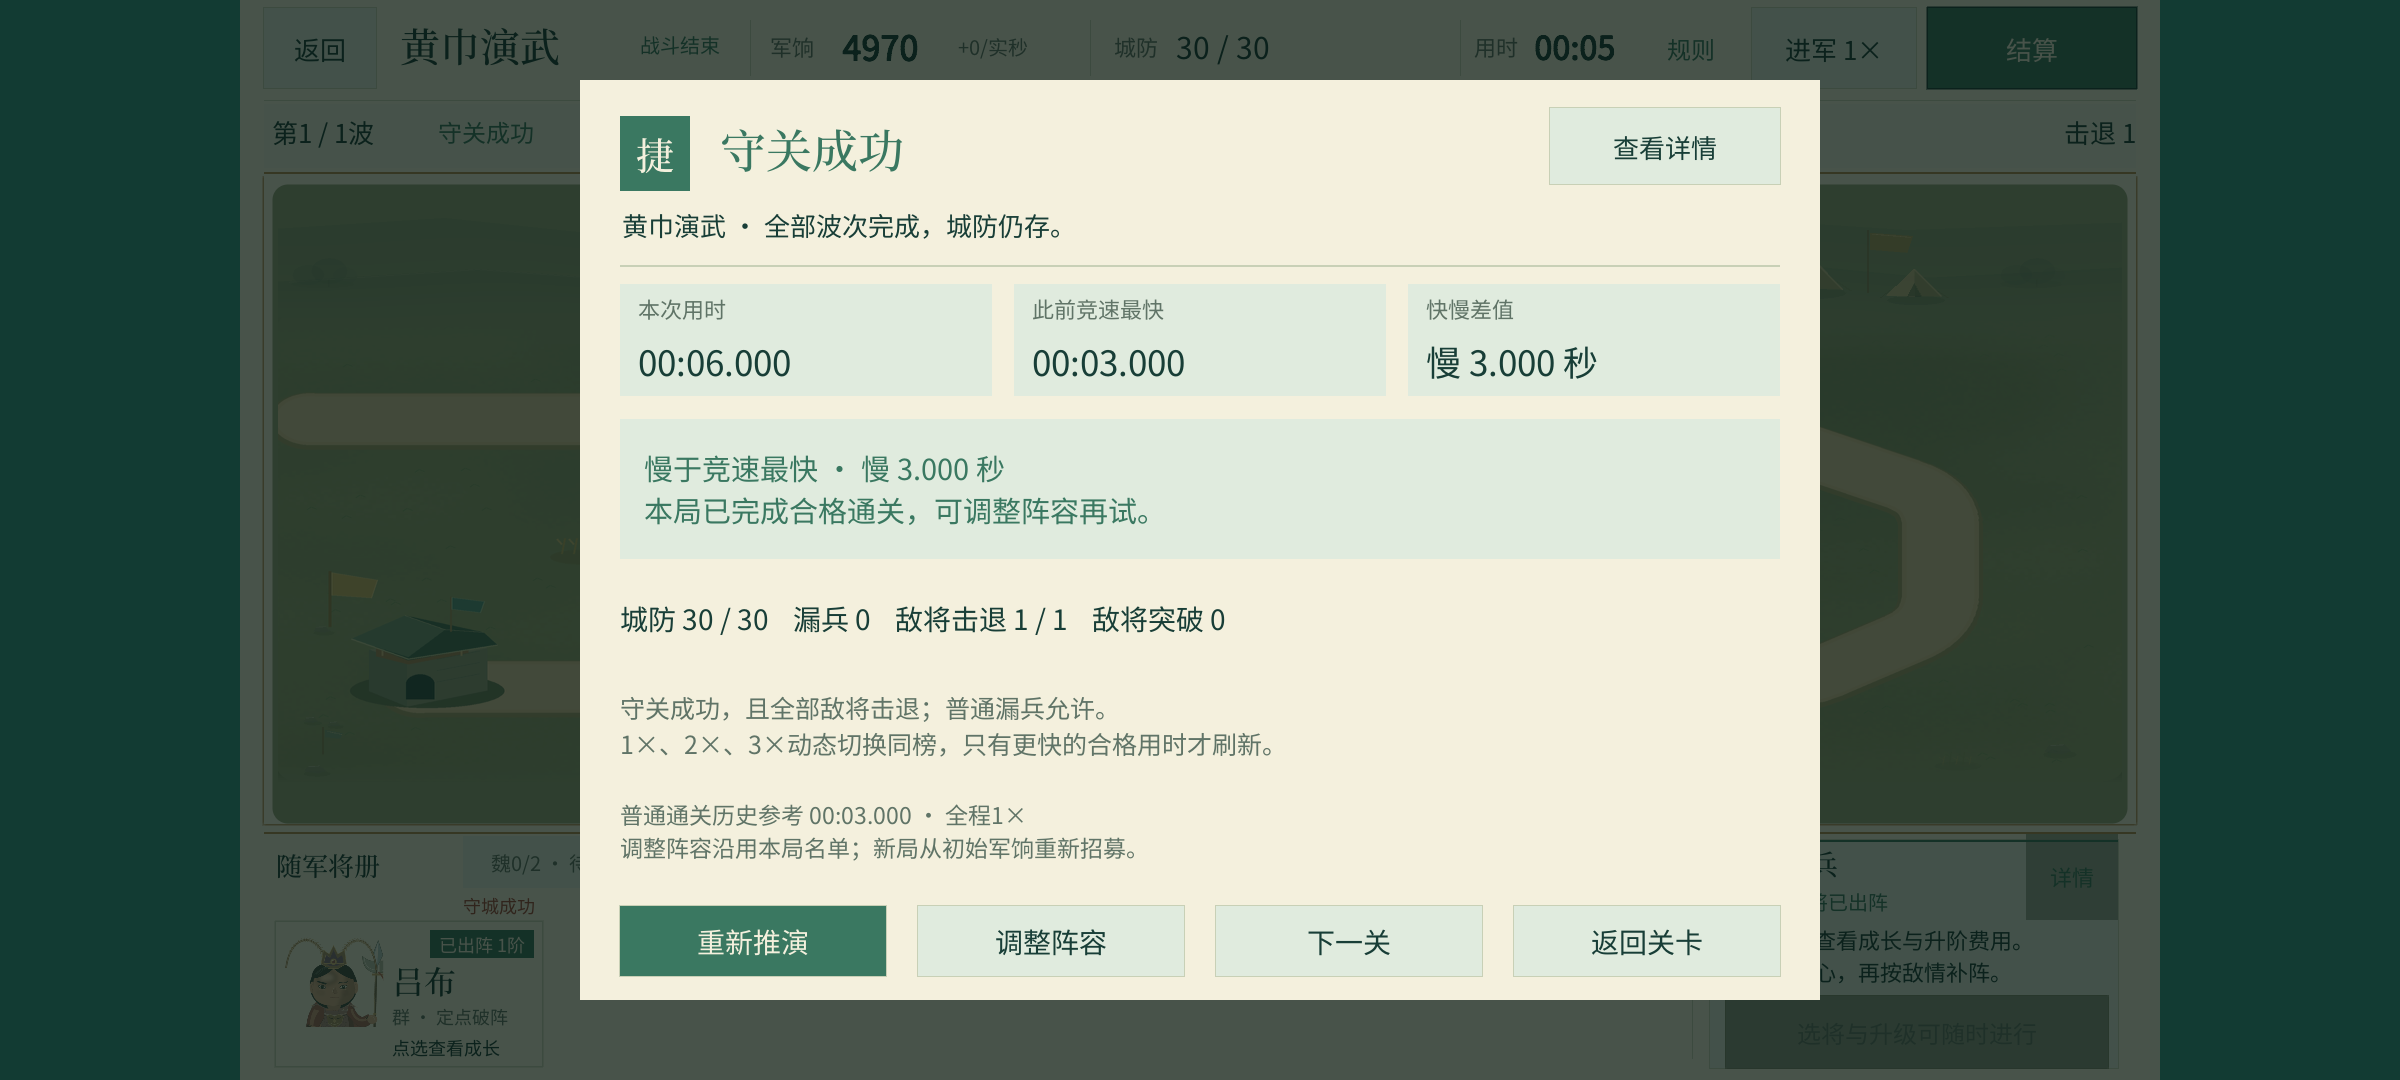 返回
黄巾演武
战斗结束
军饷 4970 +0/实秒
城防 30 / 30
用时 00:05
规则
进军 1×
结算
第1 / 1波
守关成功
击退 1
捷 守关成功
查看详情
黄巾演武 · 全部波次完成，城防仍存。
本次用时
00:06.000
此前竞速最快
00:03.000
快慢差值
慢 3.000 秒
慢于竞速最快 · 慢 3.000 秒
本局已完成合格通关，可调整阵容再试。
城防 30 / 30 漏兵 0 敌将击退 1 / 1 敌将突破 0
守关成功，且全部敌将击退；普通漏兵允许。
1×、2×、3×动态切换同榜，只有更快的合格用时才刷新。
普通通关历史参考 00:03.000 · 全程1×
调整阵容沿用本局名单；新局从初始军饷重新招募。
重新推演
调整阵容
下一关
返回关卡
随军将册
魏0/2 ·
守城成功
已出阵 1阶
吕布
群 · 定点破阵
点选查看成长
兵
详情
将已出阵
查看成长与升阶费用。
心，再按敌情补阵。
选将与升级可随时进行